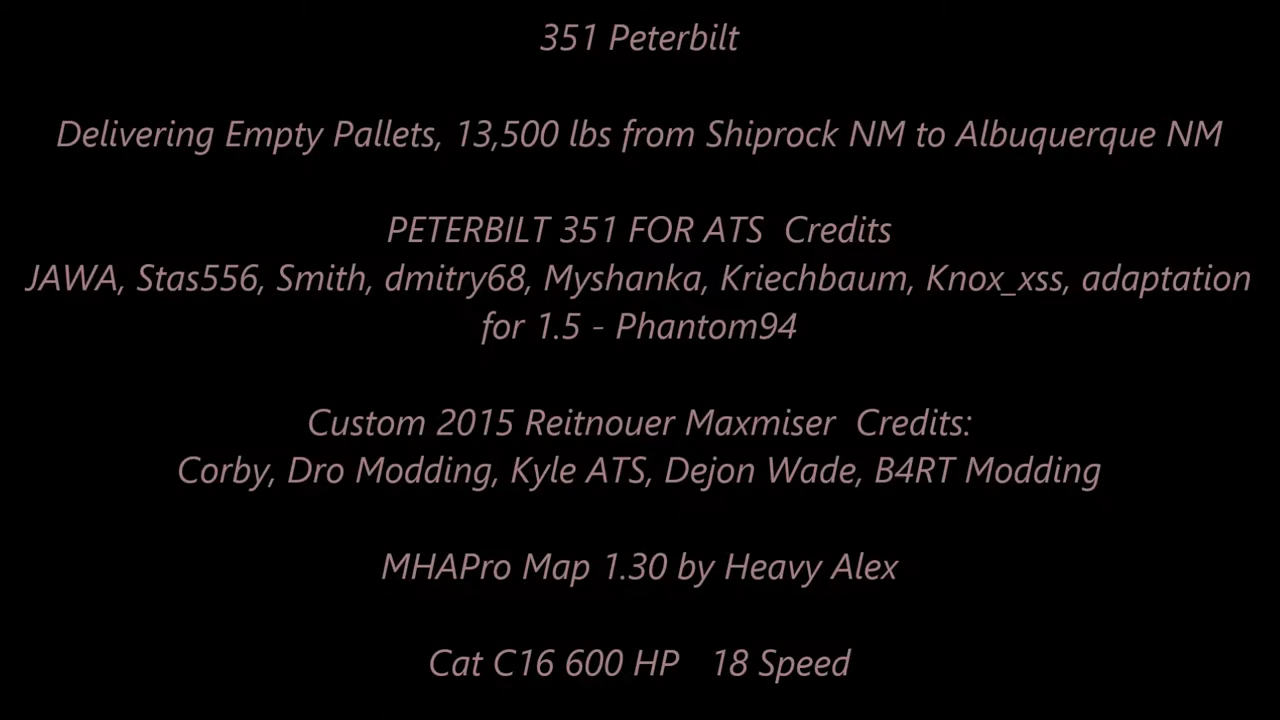 351 Peterbilt
Delivering Empty Pallets, 13,500 lbs from Shiprock NM to Albuquerque NM
PETERBILT 351 FOR ATS  Credits
JAWA, Stas556, Smith, dmitry68, Myshanka, Kriechbaum, Knox_xss, adaptation
for 1.5 - Phantom94
Custom 2015 Reitnouer Maxmiser  Credits:
Corby, Dro Modding, Kyle ATS, Dejon Wade, B4RT Modding
MHAPro Map 1.30 by Heavy Alex
Cat C16 600 HP   18 Speed